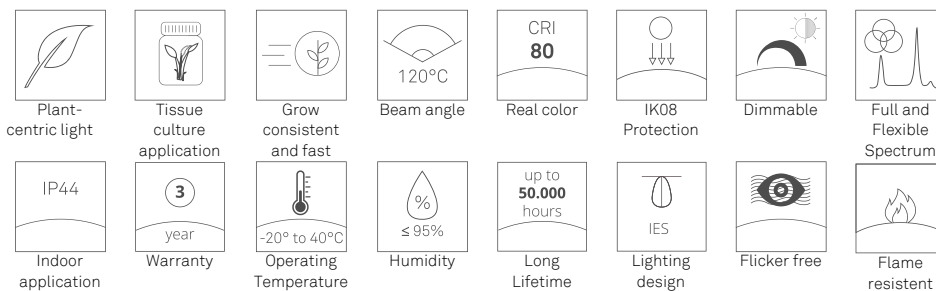 120°C
CRI
80
Plant-
centric light
Tissue
culture
application
Grow
consistent
and fast
Beam angle
Real color
IK08
Protection
Dimmable
Full and
Flexible
Spectrum
IP44
3
year
-20° to 40°C
%
≤ 95%
up to
50.000
hours
IES
Indoor
application
Warranty
Operating
Temperature
Humidity
Long
Lifetime
Lighting
design
Flicker free
Flame
resistent